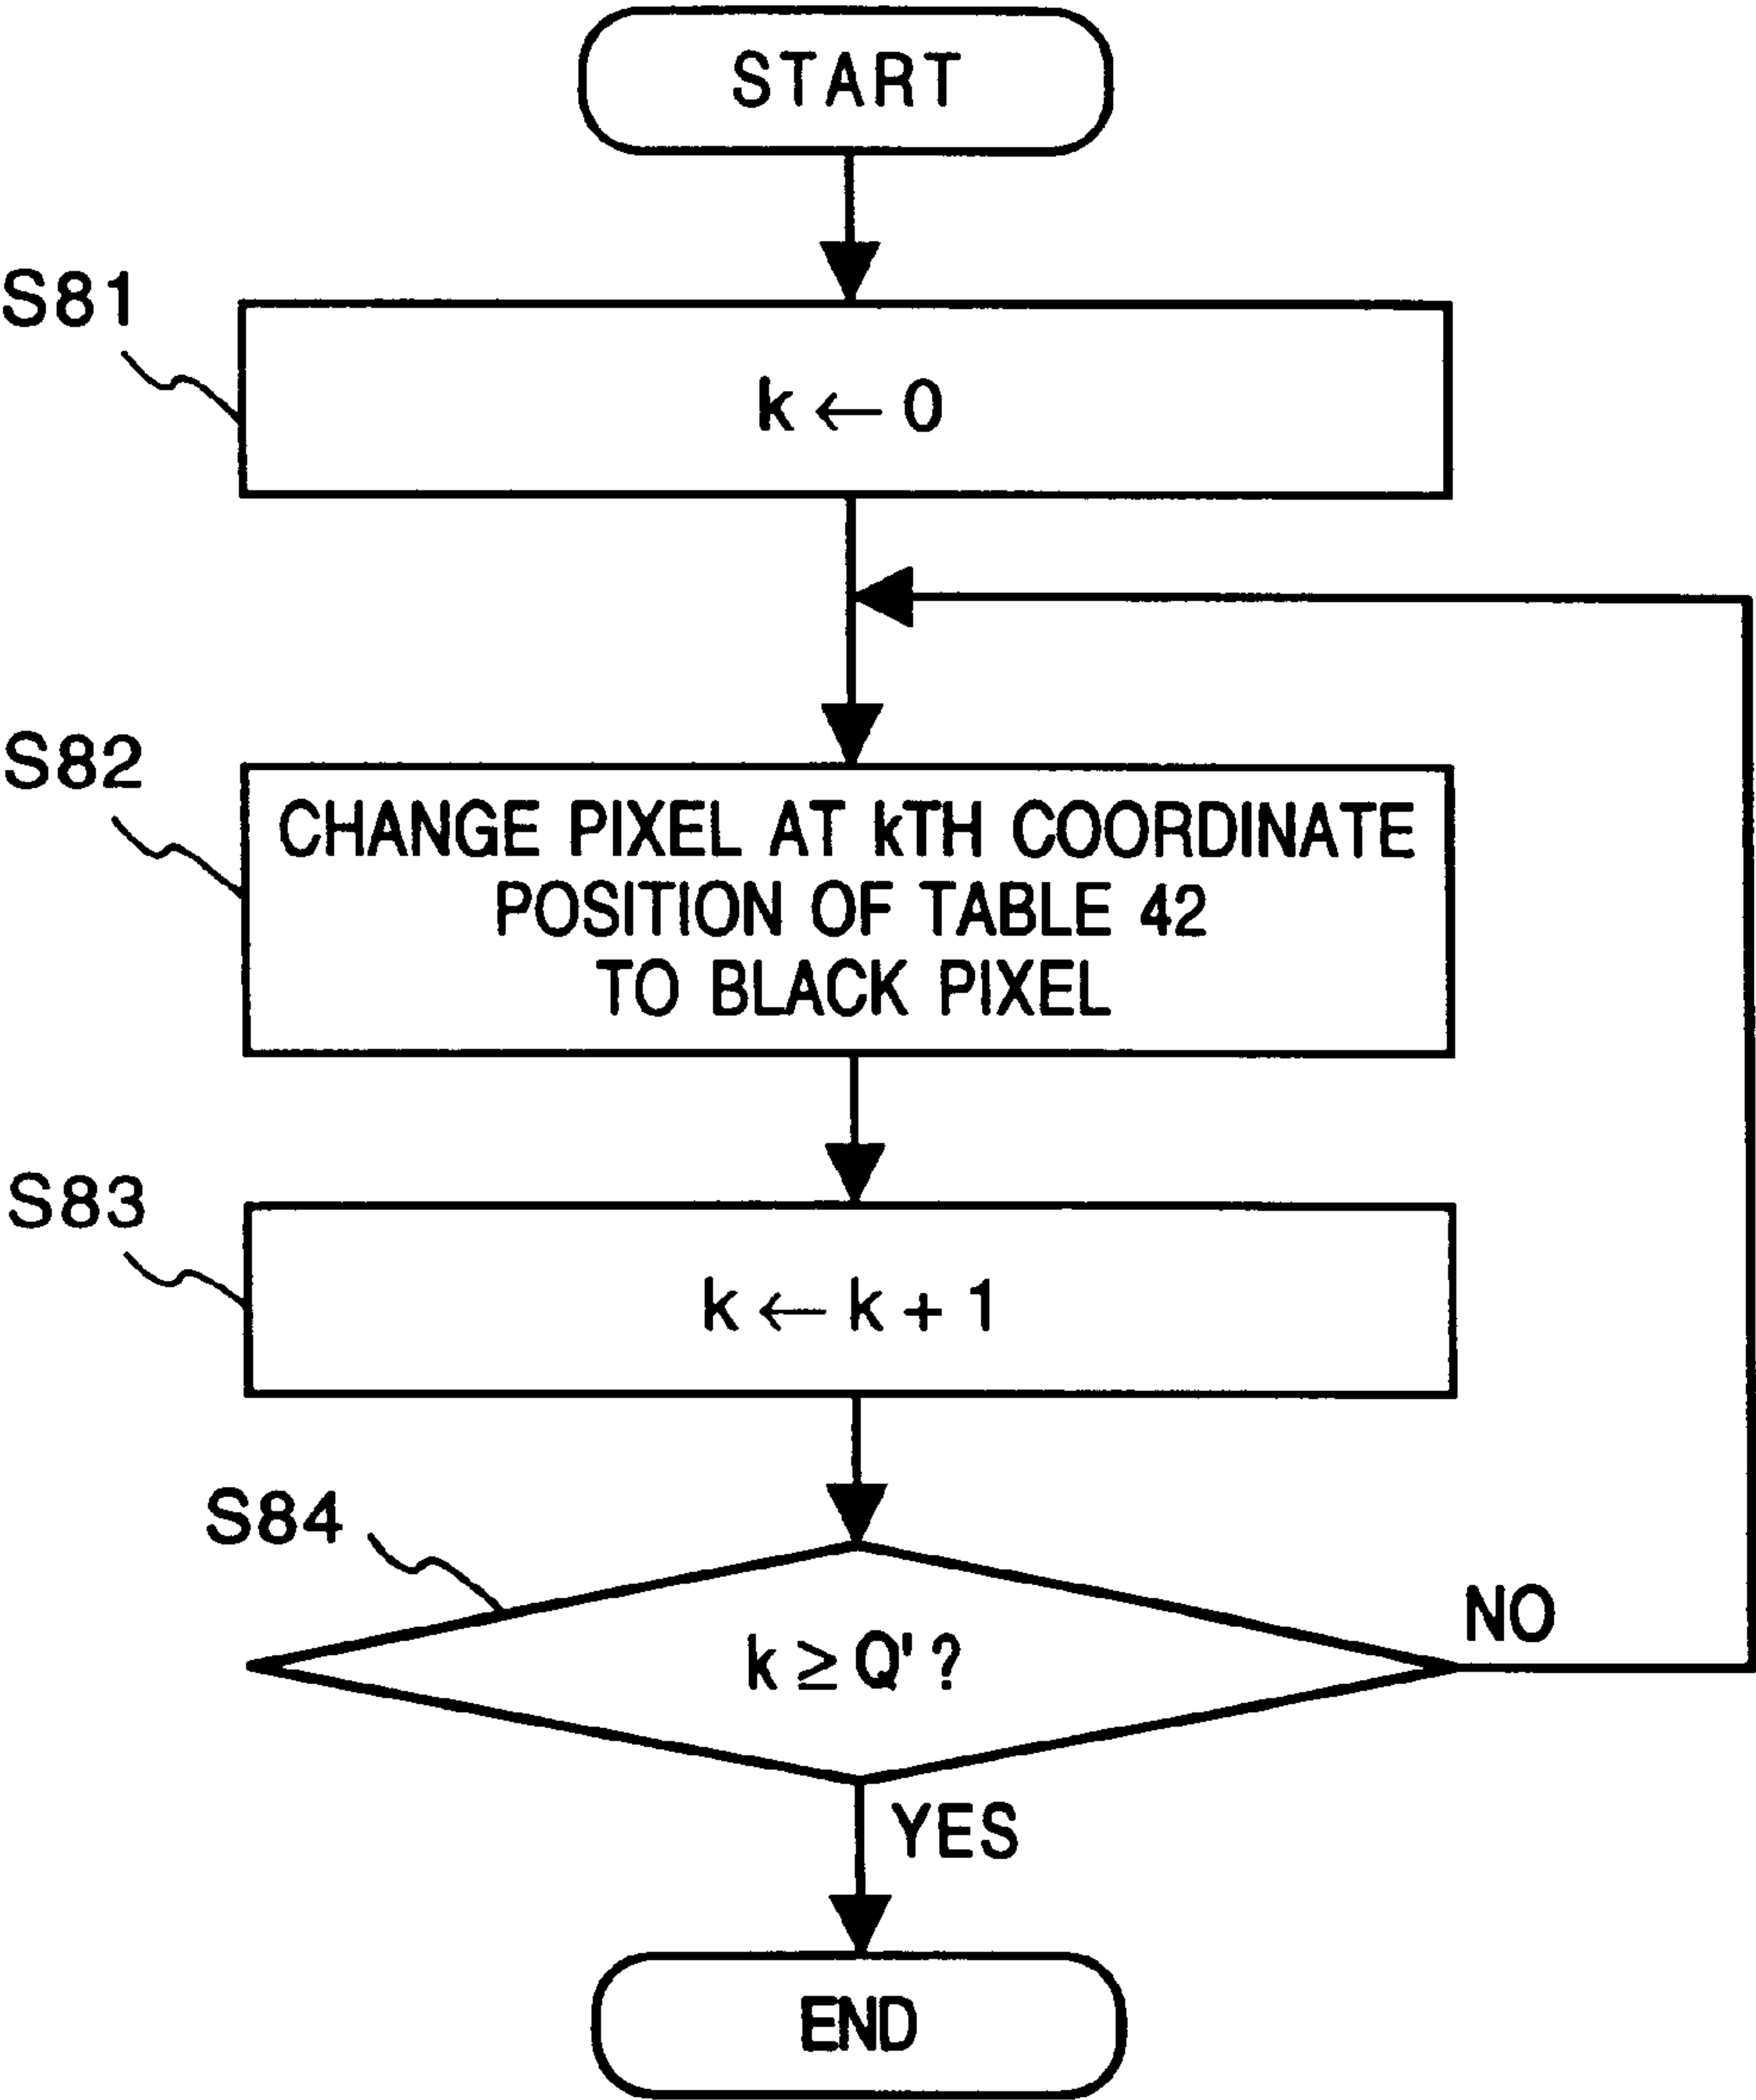 START
S81
k ← 0
S82
CHANGE PIXEL AT kTH COORDINATE
POSITION OF TABLE 42
TO BLACK PIXEL
S83
k ← k + 1
S84
k ≥ Q'?
NO
YES
END